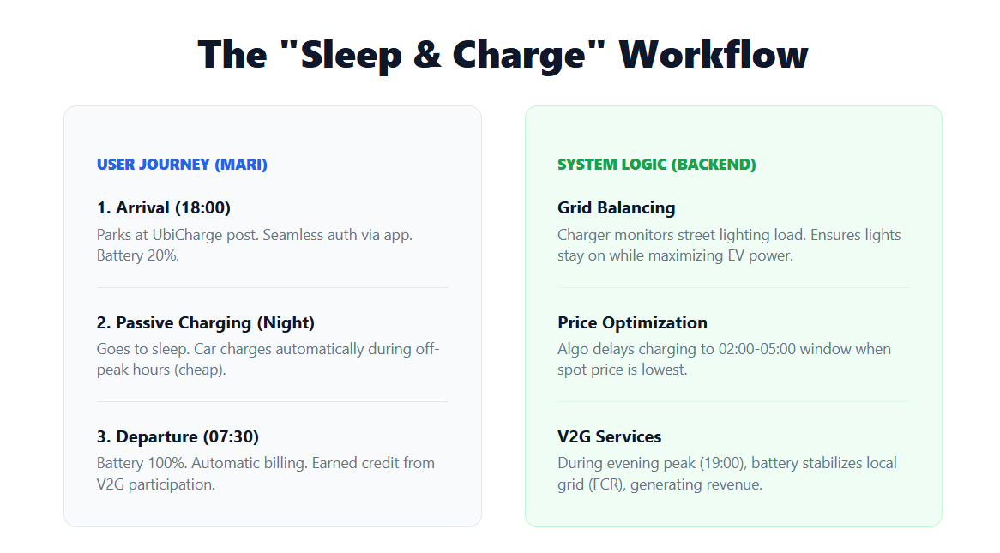 The "Sleep & Charge" Workflow
USER JOURNEY (MARI)
1. Arrival (18:00)
Parks at UbiCharge post. Seamless auth via app.
Battery 20%.
2. Passive Charging (Night)
Goes to sleep. Car charges automatically during off-
peak hours (cheap).
3. Departure (07:30)
Battery 100%. Automatic billing. Earned credit from
V2G participation.
SYSTEM LOGIC (BACKEND)
Grid Balancing
Charger monitors street lighting load. Ensures lights
stay on while maximizing EV power.
Price Optimization
Algo delays charging to 02:00-05:00 window when
spot price is lowest.
V2G Services
During evening peak (19:00), battery stabilizes local
grid (FCR), generating revenue.